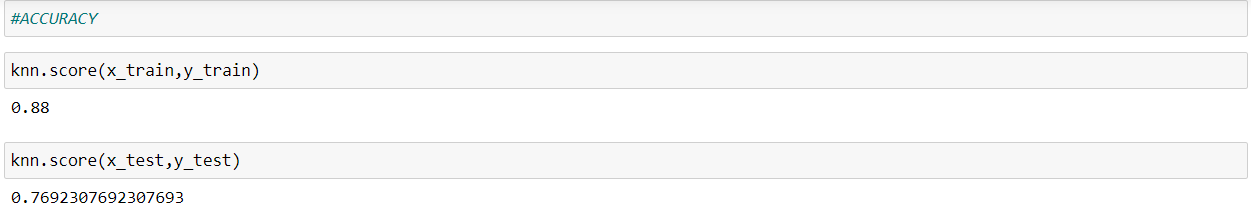 #ACCURACY
knn.score(x_train,y_train)
0.88
knn.score(x_test,y_test)
0.7692307692307693